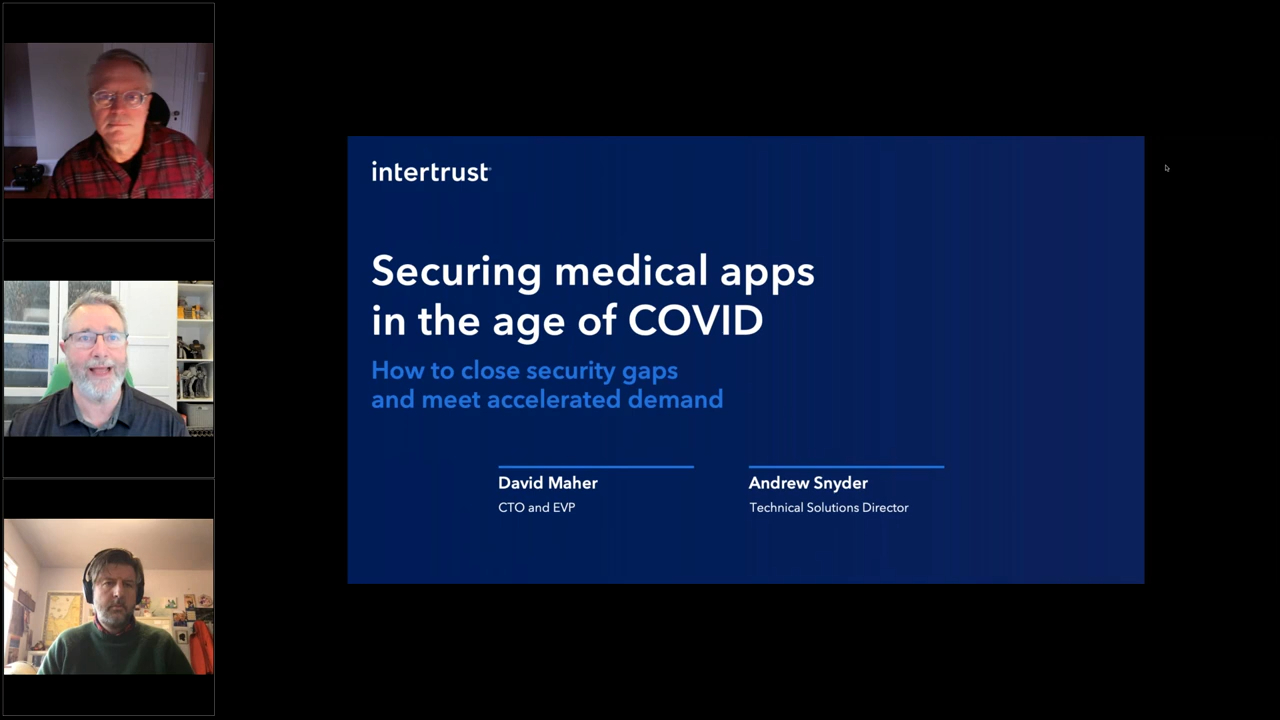 intertrust
Securing medical apps
in the age of COVID
How to close security gaps
and meet accelerated demand
David Maher
CTO and EVP
Andrew Snyder
Technical Solutions Director